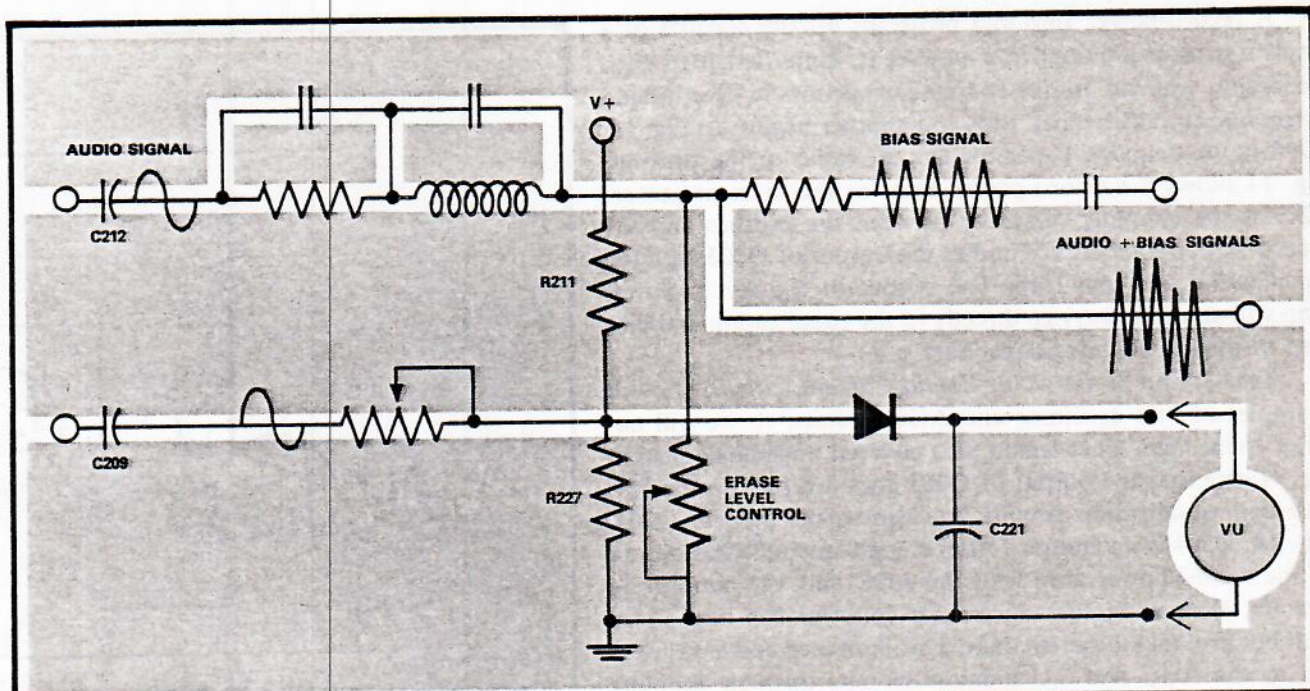 V+
AUDIO SIGNAL
BIAS SIGNAL
C212
AUDIO + BIAS SIGNALS
R211
C209
R227
ERASE
LEVEL
CONTROL
C221
VU